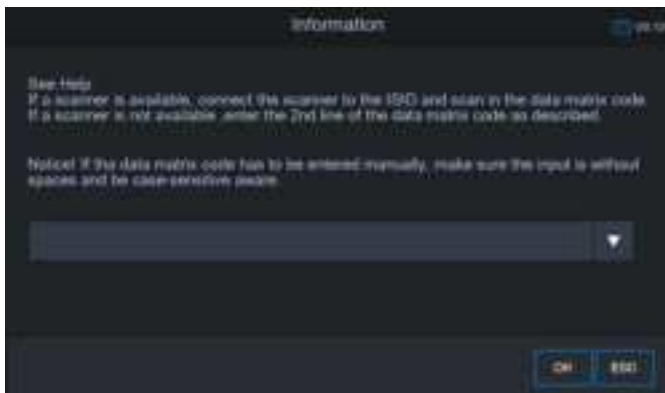 Information
See Help
If a scanner is available, connect the scanner to the ISID and scan in the data matrix code.
If a scanner is not available ,enter the 2nd line of the data matrix code as described.
Notice! If the data matrix code has to be entered manually, make sure the input is without
spaces and be case-sensitive aware.
OK
ESC